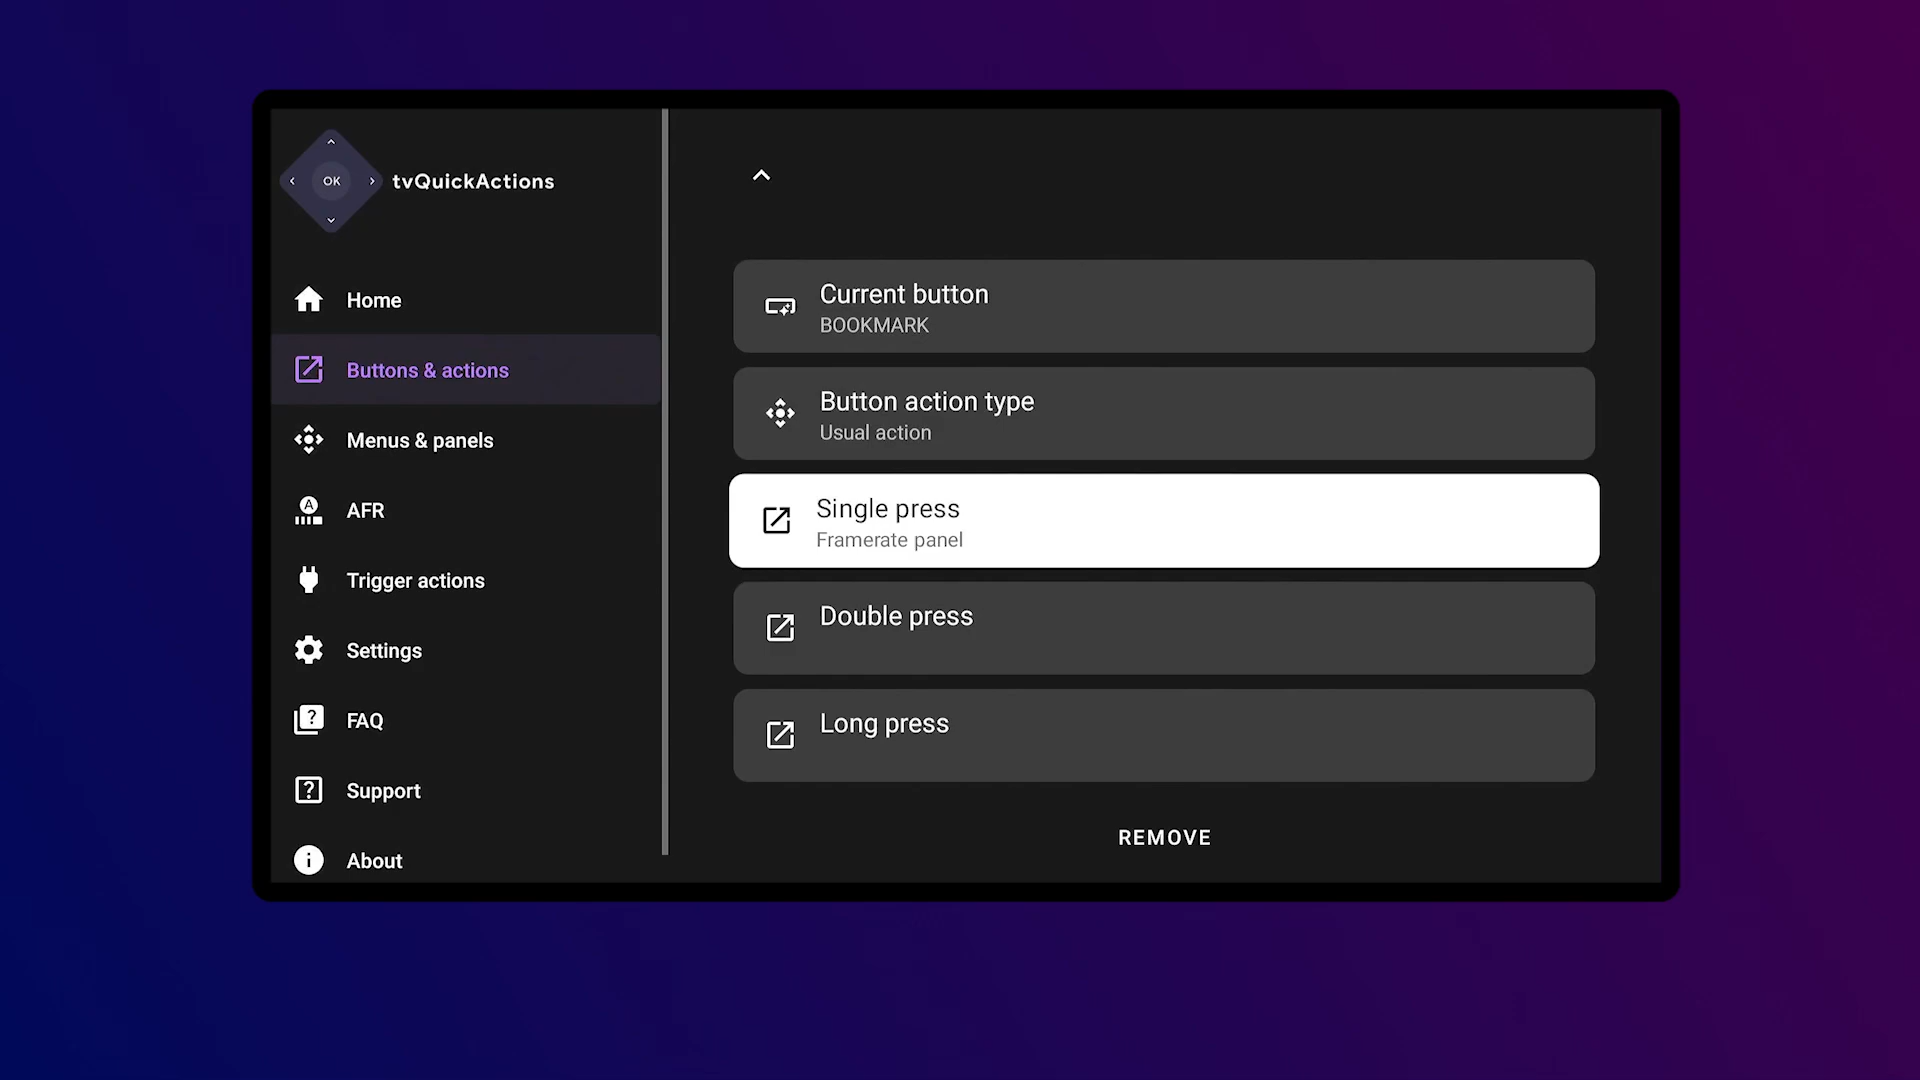 OK
tvQuickActions
Home
Buttons & actions
Menus & panels
A
AFR
Trigger actions
Settings
?
FAQ
?
Support
i
About
Current button
BOOKMARK
Button action type
Usual action
Single press
Framerate panel
Double press
Long press
REMOVE